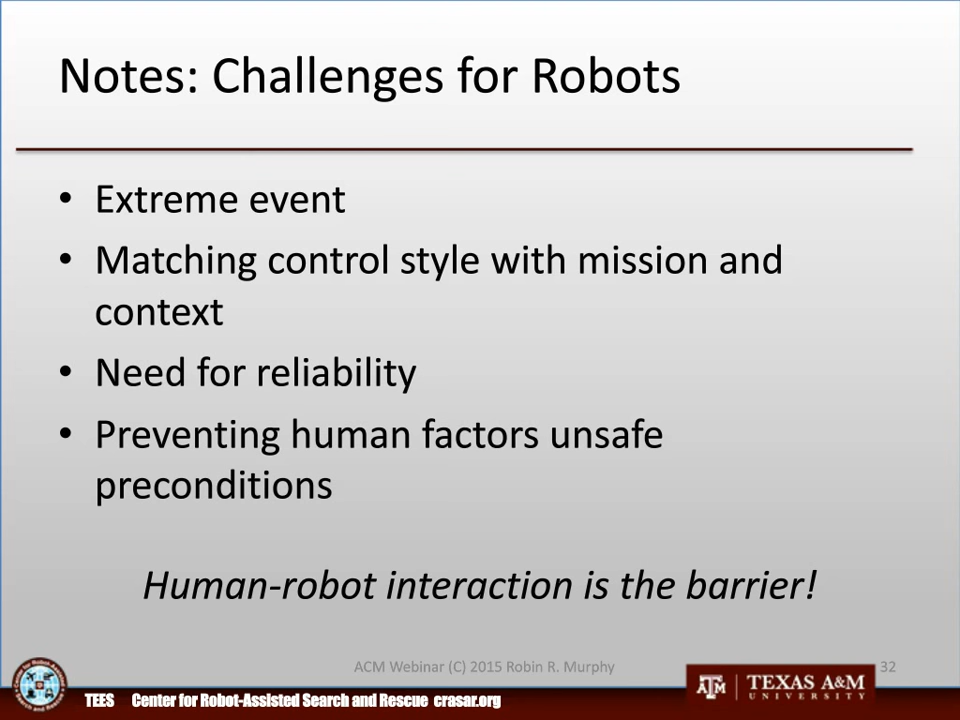 Notes: Challenges for Robots
• Extreme event
• Matching control style with mission and
context
• Need for reliability
• Preventing human factors unsafe
preconditions
Human-robot interaction is the barrier!
ACM Webinar (C) 2015 Robin R. Murphy
32
TEES Center for Robot-Assisted Search and Rescue crasar.org
ATM
TEXAS A&M
UNIVERSITY